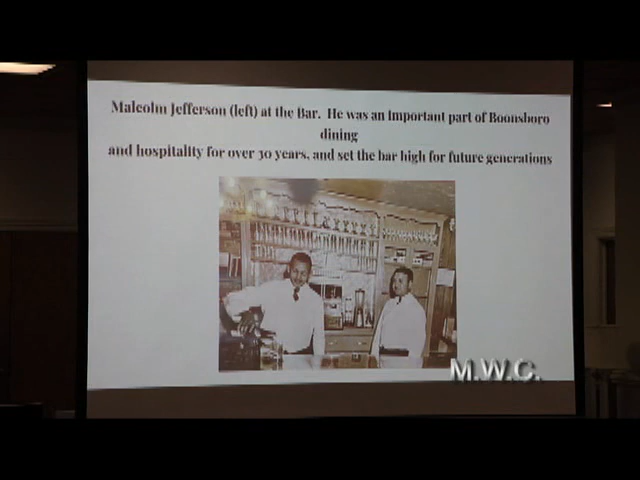 Malcolm Jefferson (left) at the Bar. He was an important part of Boonsboro
dining
and hospitality for over 30 years, and set the bar high for future generations
M.W.C.